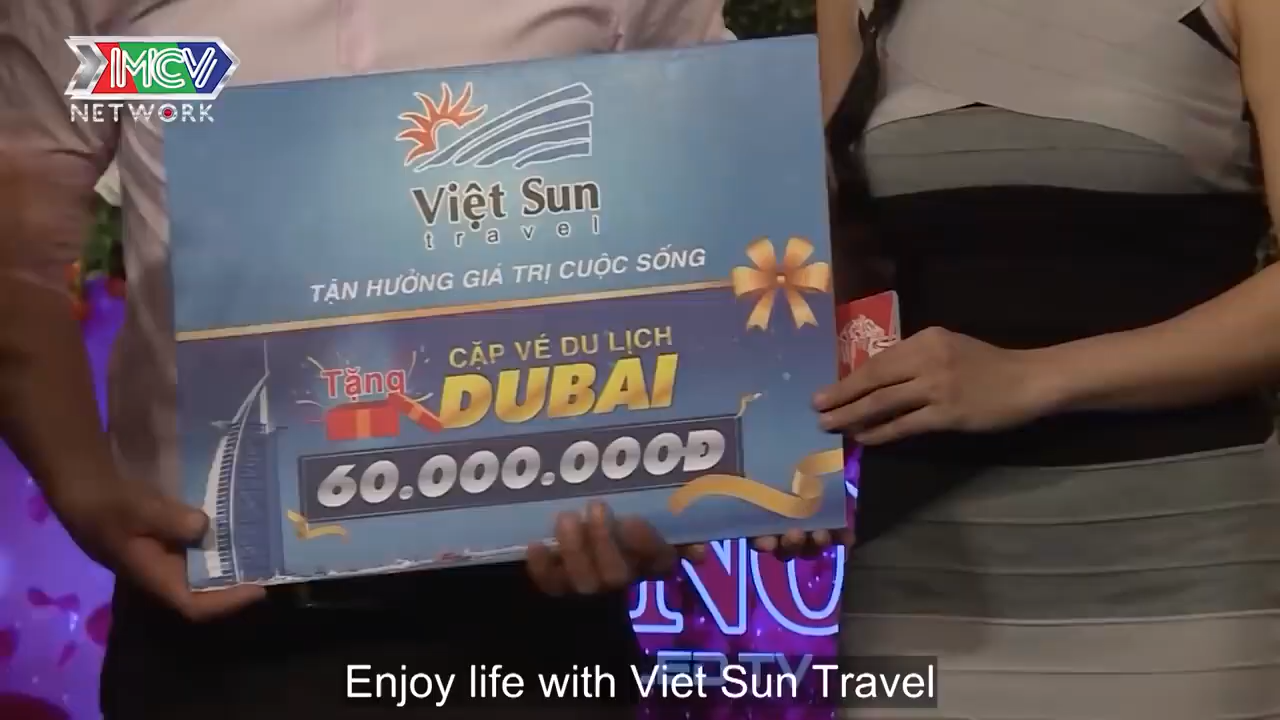 MCV
NETWORK
Việt Sun
travel
TẬN HƯỞNG GIÁ TRỊ CUỘC SỐNG
Tặng
CẶP VÉ DU LỊCH
DUBAI
60.000.000Đ
Enjoy life with Viet Sun Travel